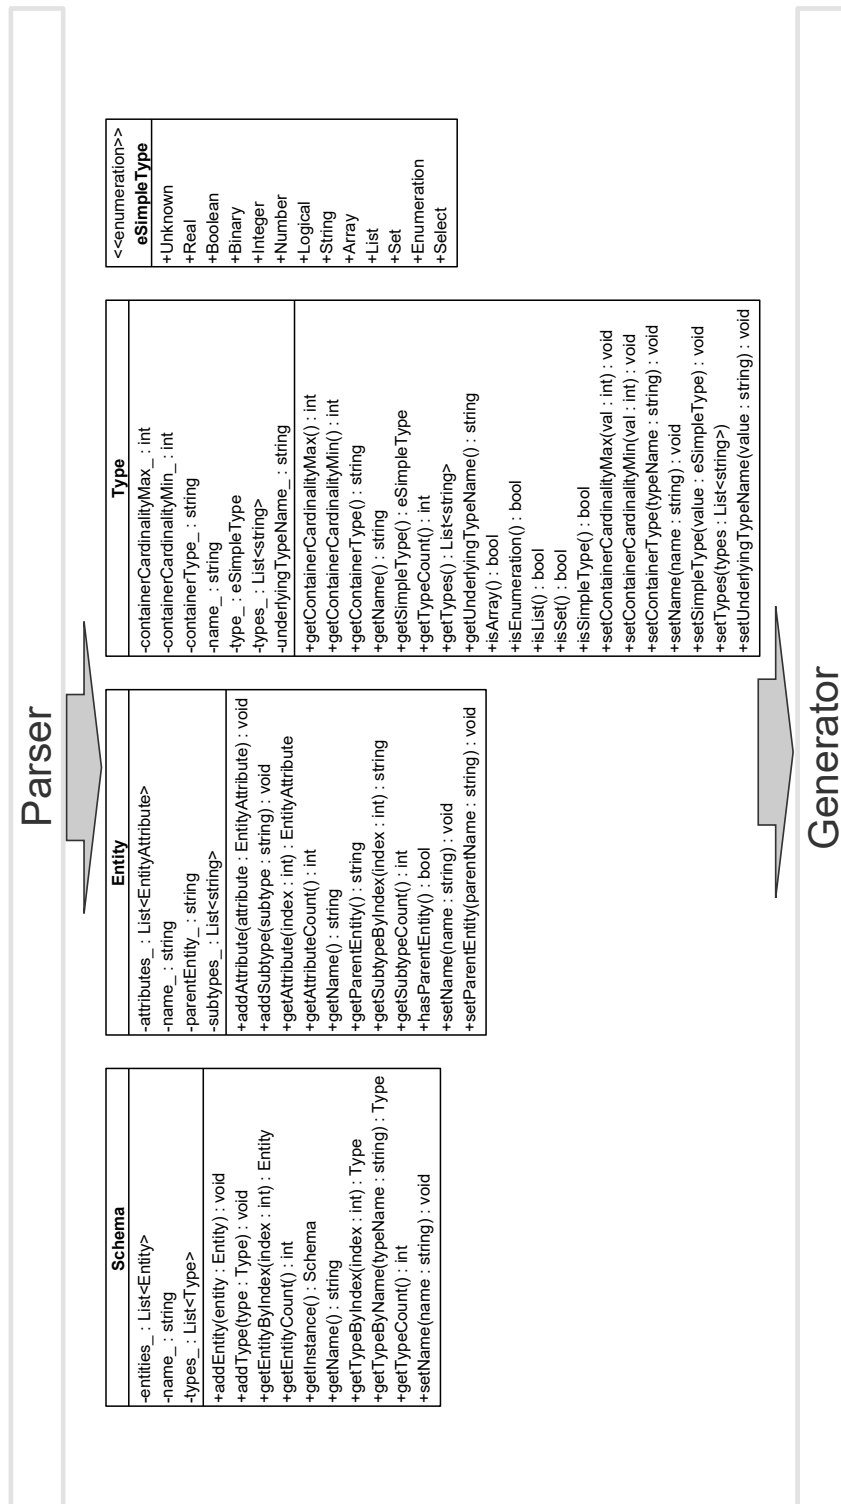 Parser
Schema
-entities_ : List<Entity>
-name_ : string
-types_ : List<Type>
+addEntity(entity : Entity) : void
+addType(type : Type) : void
+getEntityByIndex(index : int) : Entity
+getEntityCount() : int
+getInstance() : Schema
+getName() : string
+getTypeByIndex(index : int) : Type
+getTypeByName(typeName : string) : Type
+getTypeCount() : int
+setName(name : string) : void
Entity
-attributes_ : List<EntityAttribute>
-name_ : string
-parentEntity_ : string
-subtypes_ : List<string>
+addAttribute(attribute : EntityAttribute) : void
+addSubtype(subtype : string) : void
+getAttribute(index : int) : EntityAttribute
+getAttributeCount() : int
+getName() : string
+getParentEntity() : string
+getSubtypeByIndex(index : int) : string
+getSubtypeCount() : int
+hasParentEntity() : bool
+setName(name : string) : void
+setParentEntity(parentName : string) : void
Type
-containerCardinalityMax_ : int
-containerCardinalityMin_ : int
-containerType_ : string
-name_ : string
-type_ : eSimpleType
-types_ : List<string>
-underlyingTypeName_ : string
+getContainerCardinalityMax() : int
+getContainerCardinalityMin() : int
+getContainerType() : string
+getName() : string
+getSimpleType() : eSimpleType
+getTypeCount() : int
+getTypes() : List<string>
+getUnderlyingTypeName() : string
+isArray() : bool
+isEnumeration() : bool
+isList() : bool
+isSet() : bool
+isSimpleType() : bool
+setContainerCardinalityMax(val : int) : void
+setContainerCardinalityMin(val : int) : void
+setContainerType(typeName : string) : void
+setName(name : string) : void
+setSimpleType(value : eSimpleType) : void
+setTypes(types : List<string>)
+setUnderlyingTypeName(value : string) : void
<<enumeration>>
eSimpleType
+Unknown
+Real
+Boolean
+Binary
+Integer
+Number
+Logical
+String
+Array
+List
+Set
+Enumeration
+Select
Generator